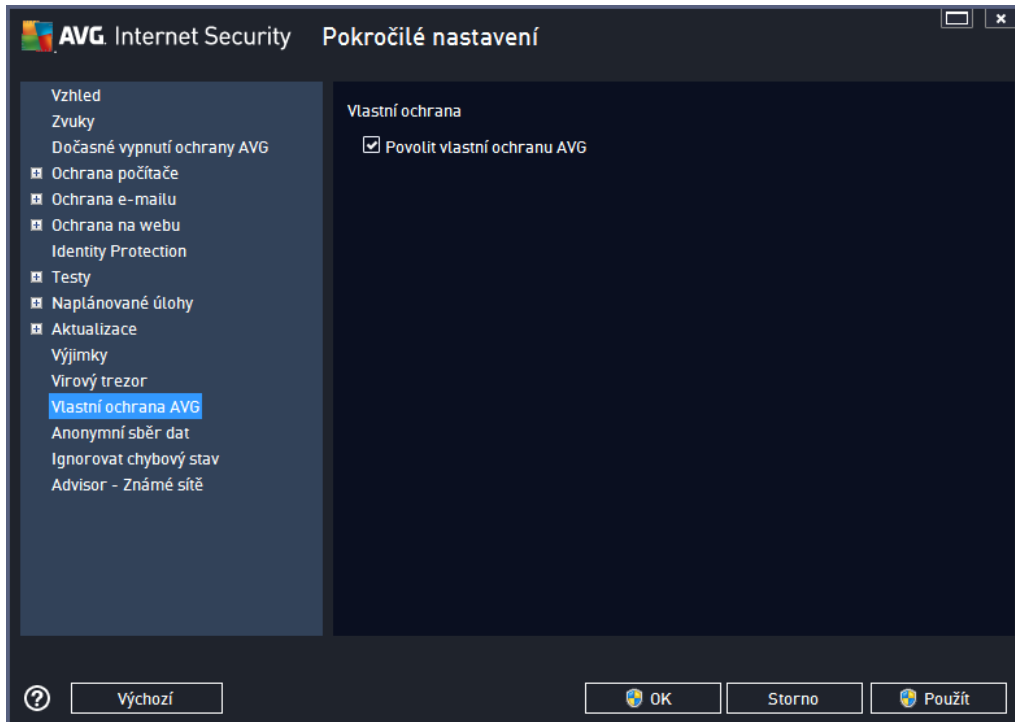 AVG. Internet Security Pokročilé nastavení
Vzhled
Zvuky
Dočasné vypnutí ochrany AVG
Ochrana počítače
Ochrana e-mailu
Ochrana na webu
Identity Protection
Testy
Naplánované úlohy
Aktualizace
Výjimky
Virový trezor
Vlastní ochrana AVG
Anonymní sběr dat
Ignorovat chybový stav
Advisor - Známé sítě
Vlastní ochrana
Povolit vlastní ochranu AVG
? Výchozí OK Storno Použít